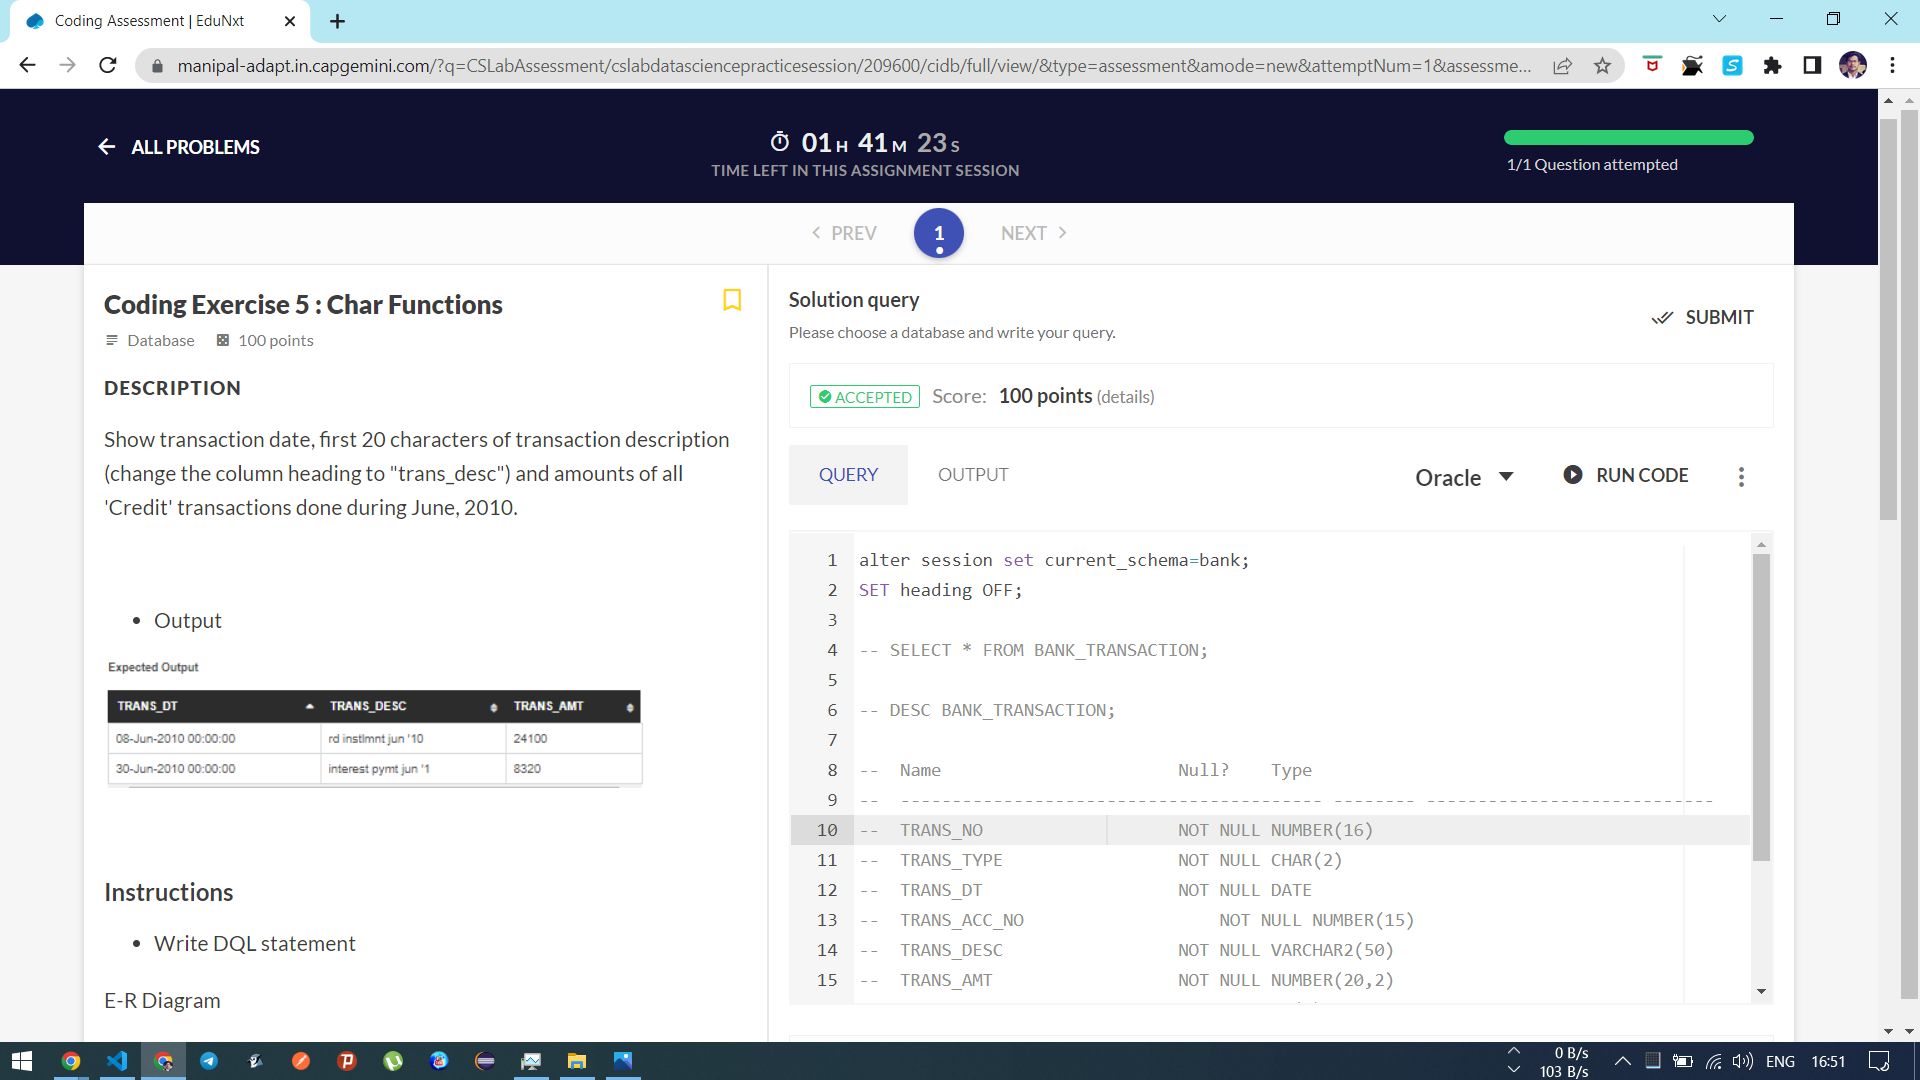 Coding Assessment | EduNxt
manipal-adapt.in.capgemini.com/?q=CSLabAssessment/cslabdatasciencepracticesession/209600/cidb/full/view/&type=assessment&amode=new&attemptNum=1&assessme...
ALL PROBLEMS
01 H 41 M 23 S
TIME LEFT IN THIS ASSIGNMENT SESSION
1/1 Question attempted
PREV
1
NEXT
Coding Exercise 5 : Char Functions
Database
100 points
DESCRIPTION
Show transaction date, first 20 characters of transaction description
(change the column heading to "trans_desc") and amounts of all
'Credit' transactions done during June, 2010.
• Output
Expected Output
TRANS_DT TRANS_DESC TRANS_AMT
08-Jun-2010 00:00:00 rd instlmnt jun '10 24100
30-Jun-2010 00:00:00 interest pymt jun '1 8320
Instructions
• Write DQL statement
E-R Diagram
Solution query
Please choose a database and write your query.
SUBMIT
ACCEPTED Score: 100 points (details)
QUERY
OUTPUT
Oracle
RUN CODE
1 alter session set current_schema=bank;
2 SET heading OFF;
3
4 -- SELECT * FROM BANK_TRANSACTION;
5
6 -- DESC BANK_TRANSACTION;
7
8 -- Name Null? Type
9 -- ----------------------------------------- -------- ----------------------------
10 -- TRANS_NO NOT NULL NUMBER(16)
11 -- TRANS_TYPE NOT NULL CHAR(2)
12 -- TRANS_DT NOT NULL DATE
13 -- TRANS_ACC_NO NOT NULL NUMBER(15)
14 -- TRANS_DESC NOT NULL VARCHAR2(50)
15 -- TRANS_AMT NOT NULL NUMBER(20,2)
0 B/s
103 B/s
ENG
16:51